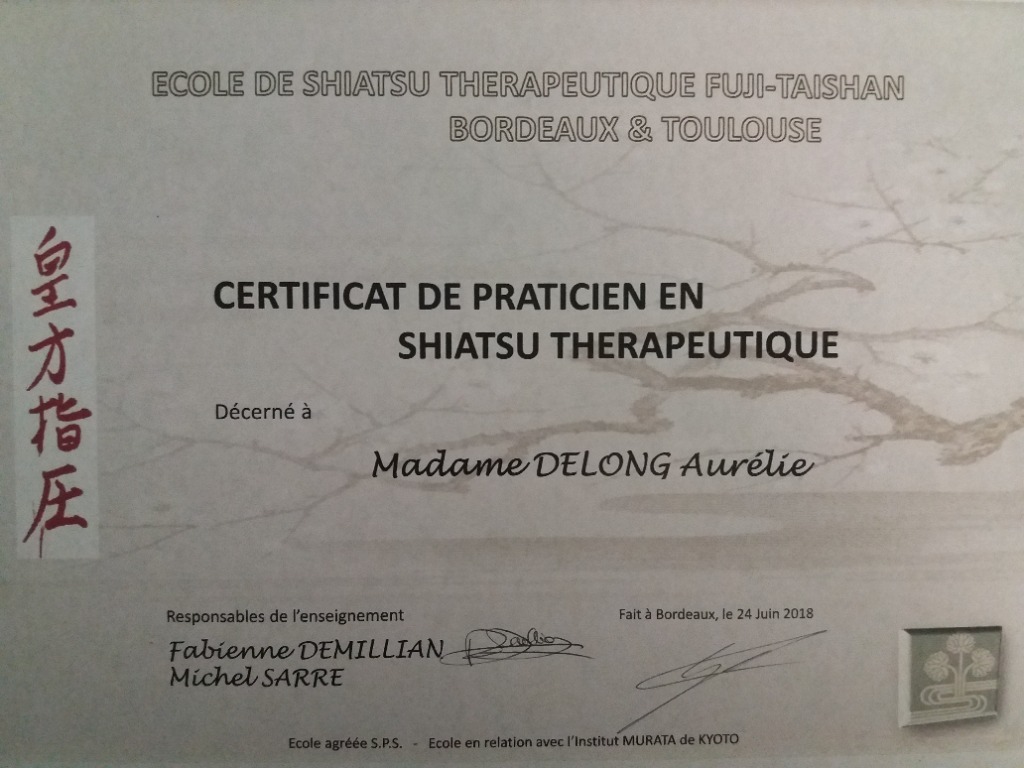 ECOLE DE SHIATSU THERAPEUTIQUE FUJI-TAISHAN
BORDEAUX & TOULOUSE
皇方指圧
CERTIFICAT DE PRATICIEN EN
SHIATSU THERAPEUTIQUE
Décerné à
Madame DELONG Aurélie
Responsables de l'enseignement
Fait à Bordeaux, le 24 Juin 2018
Fabienne DEMILLIAN
Michel SARRE
Ecole agréée S.P.S. - Ecole en relation avec l'Institut MURATA de KYOTO